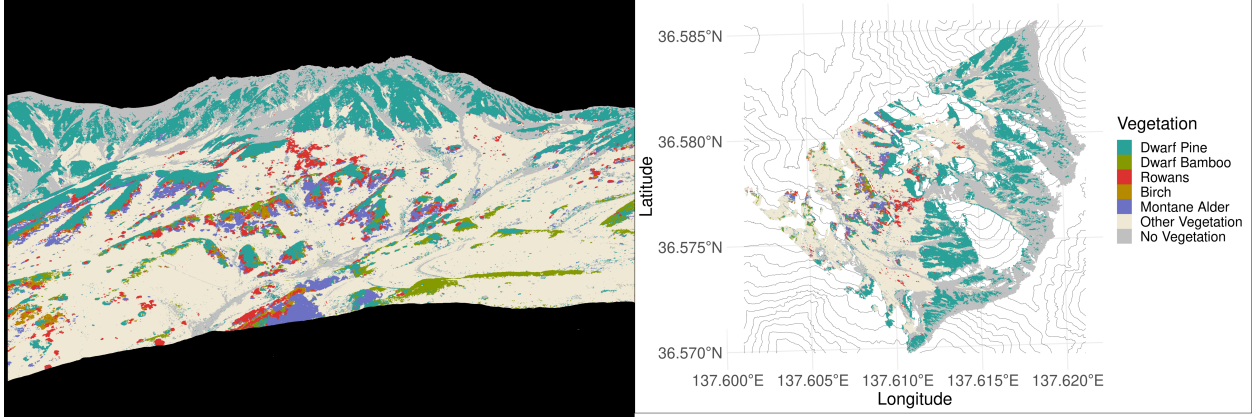 36.585°N
36.580°N
36.575°N
36.570°N
Latitude
137.600°E
137.605°E
137.610°E
137.615°E
137.620°E
Longitude
Vegetation
Dwarf Pine
Dwarf Bamboo
Rowans
Birch
Montane Alder
Other Vegetation
No Vegetation